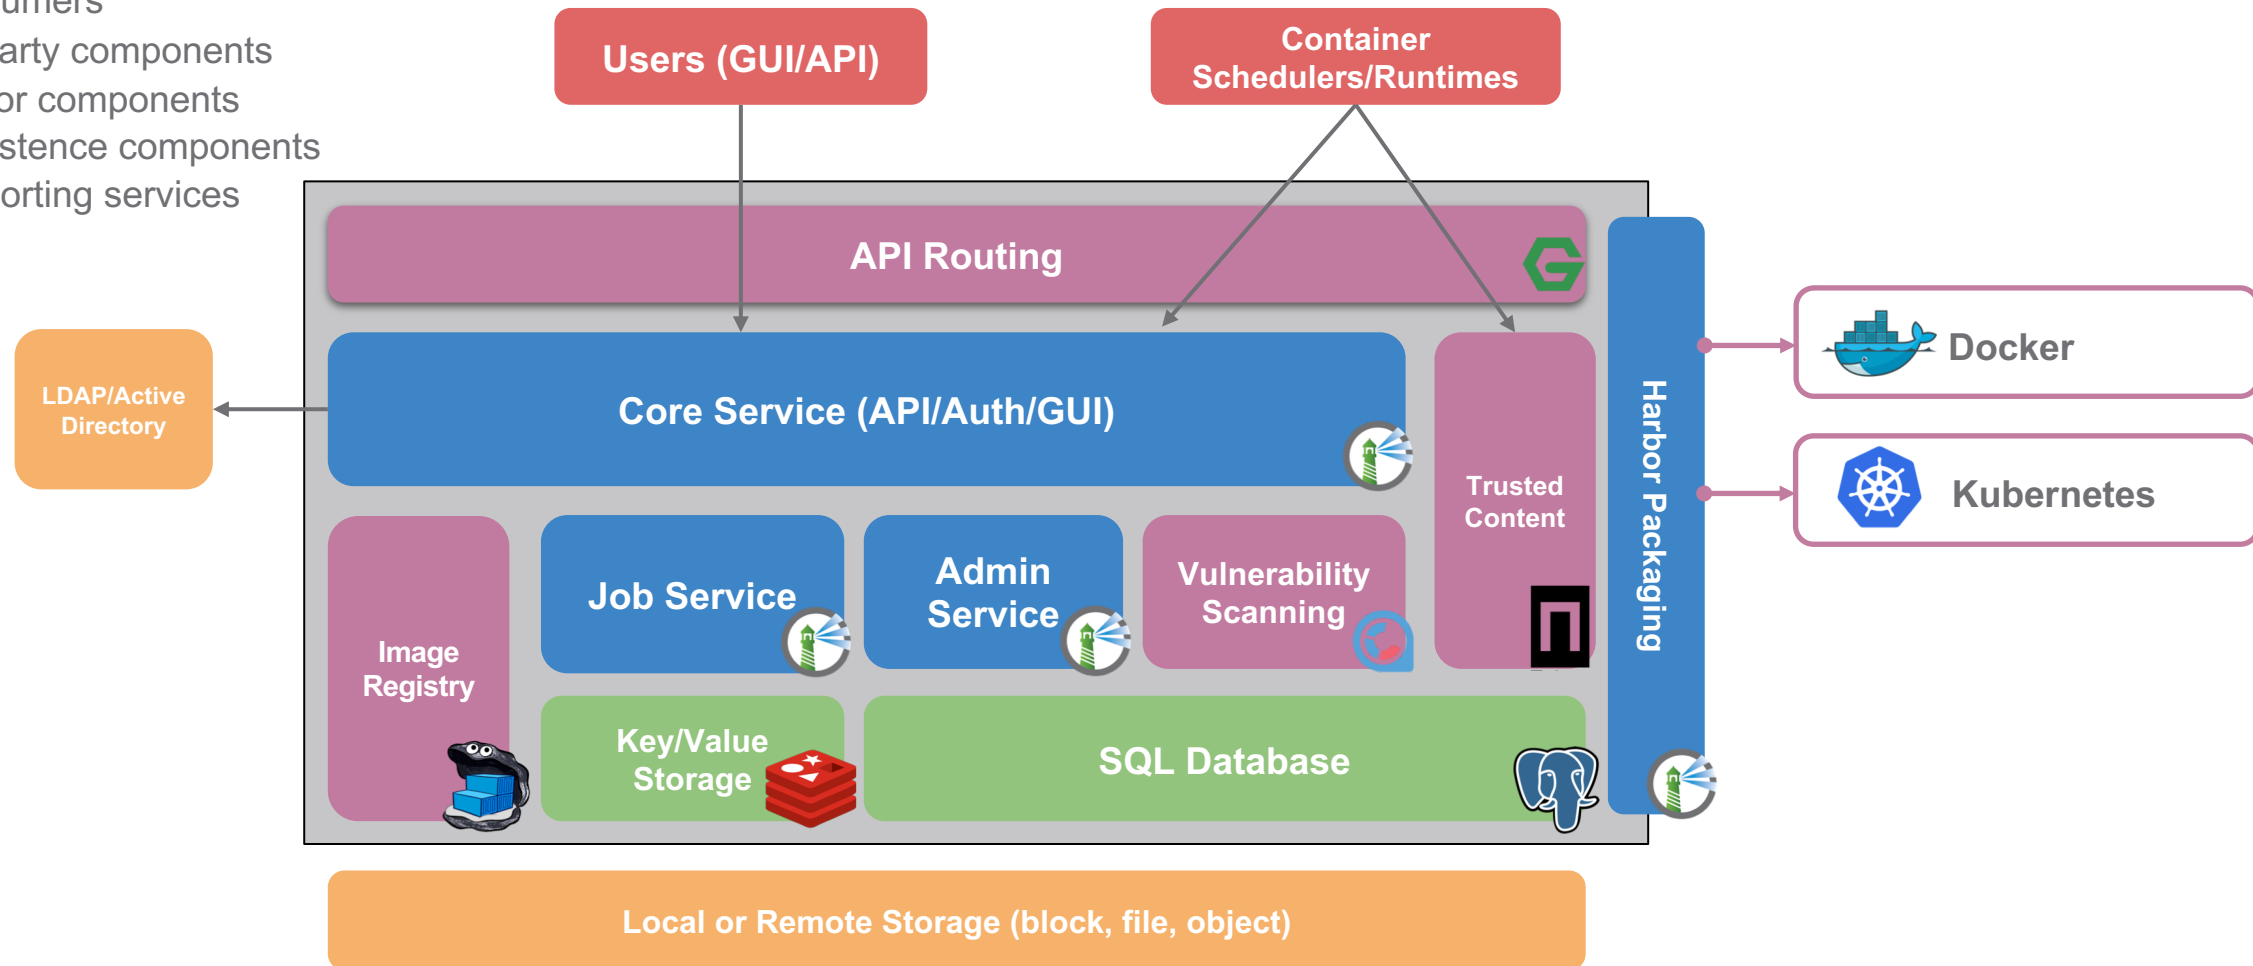 umers
arty components
or components
stence components
orting services
Users (GUI/API)
Container
Schedulers/Runtimes
API Routing
LDAP/Active
Directory
Core Service (API/Auth/GUI)
Trusted
Content
Harbor Packaging
Docker
Kubernetes
Image
Registry
Job Service
Admin
Service
Vulnerability
Scanning
Key/Value
Storage
SQL Database
Local or Remote Storage (block, file, object)